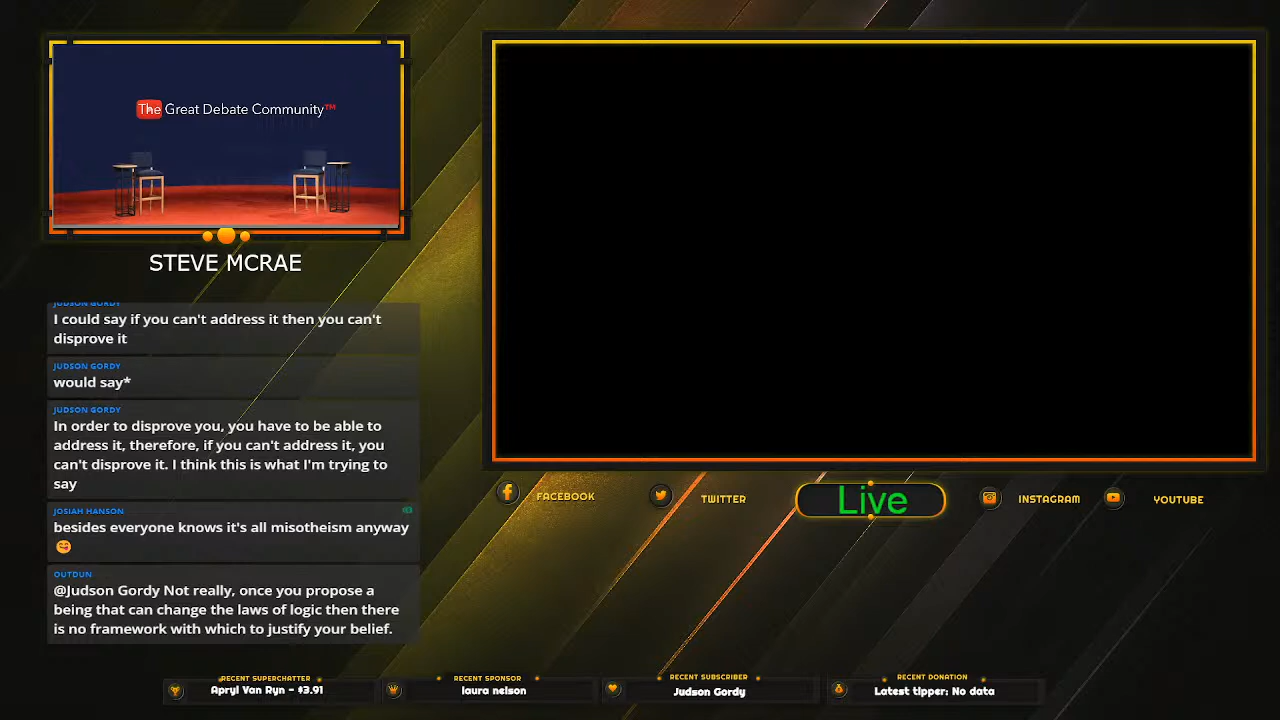 The Great Debate Community™
STEVE MCRAE
JUDSON GORDY
I could say if you can't address it then you can't
disprove it
JUDSON GORDY
would say*
JUDSON GORDY
In order to disprove you, you have to be able to
address it, therefore, if you can't address it, you
can't disprove it. I think this is what I'm trying to
say
JOSIAH HANSON
besides everyone knows it's all misotheism anyway
😋
OUTDUN
@Judson Gordy Not really, once you propose a
being that can change the laws of logic then there
is no framework with which to justify your belief.
FACEBOOK
TWITTER
Live
INSTAGRAM
YOUTUBE
RECENT SUPERCHATTER
Apryl Van Ryn - $3.91
RECENT SPONSOR
laura nelson
RECENT SUBSCRIBER
Judson Gordy
RECENT DONATION
Latest tipper: No data